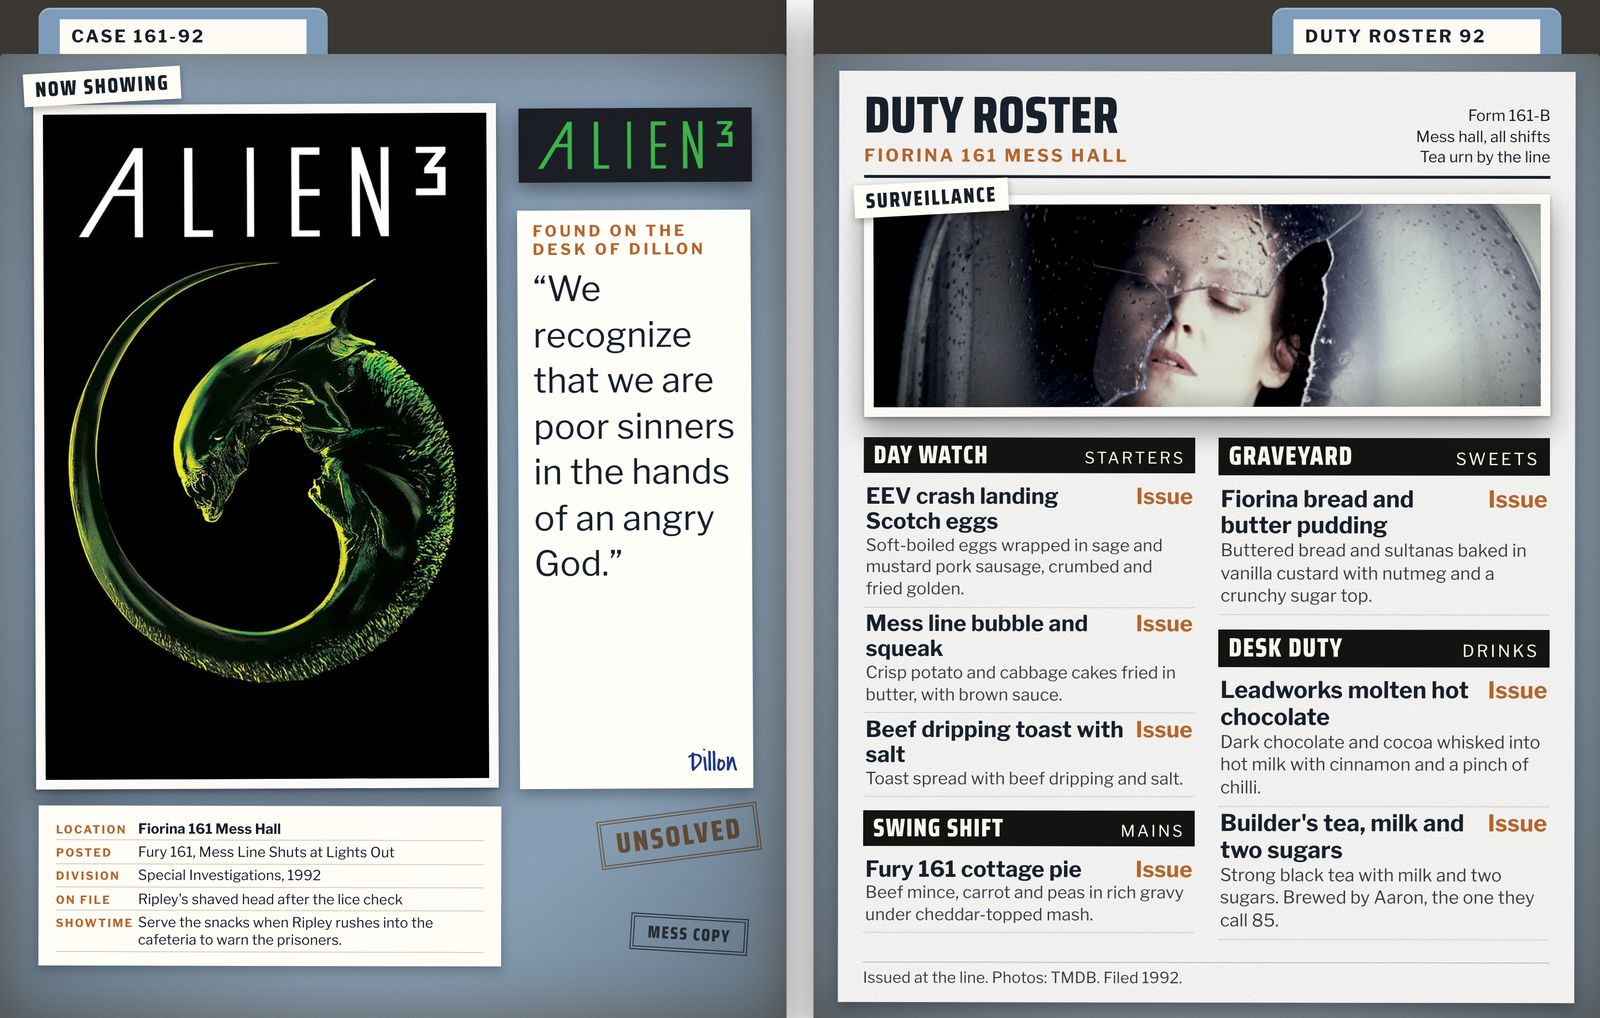 CASE 161-92
NOW SHOWING
ALIEN³
ALIEN³
FOUND ON THE
DESK OF DILLON
“We
recognize
that we are
poor sinners
in the hands
of an angry
God.”
Dillon
LOCATION Fiorina 161 Mess Hall
POSTED Fury 161, Mess Line Shuts at Lights Out
DIVISION Special Investigations, 1992
ON FILE Ripley's shaved head after the lice check
SHOWTIME Serve the snacks when Ripley rushes into the
cafeteria to warn the prisoners.
UNSOLVED
MESS COPY
DUTY ROSTER 92
DUTY ROSTER
FIORINA 161 MESS HALL
Form 161-B
Mess hall, all shifts
Tea urn by the line
SURVEILLANCE
DAY WATCH STARTERS
EEV crash landing Issue
Scotch eggs
Soft-boiled eggs wrapped in sage and
mustard pork sausage, crumbed and
fried golden.
Mess line bubble and Issue
squeak
Crisp potato and cabbage cakes fried in
butter, with brown sauce.
Beef dripping toast with Issue
salt
Toast spread with beef dripping and salt.
SWING SHIFT MAINS
Fury 161 cottage pie Issue
Beef mince, carrot and peas in rich gravy
under cheddar-topped mash.
GRAVEYARD SWEETS
Fiorina bread and Issue
butter pudding
Buttered bread and sultanas baked in
vanilla custard with nutmeg and a
crunchy sugar top.
DESK DUTY DRINKS
Leadworks molten hot Issue
chocolate
Dark chocolate and cocoa whisked into
hot milk with cinnamon and a pinch of
chilli.
Builder's tea, milk and Issue
two sugars
Strong black tea with milk and two
sugars. Brewed by Aaron, the one they
call 85.
Issued at the line. Photos: TMDB. Filed 1992.